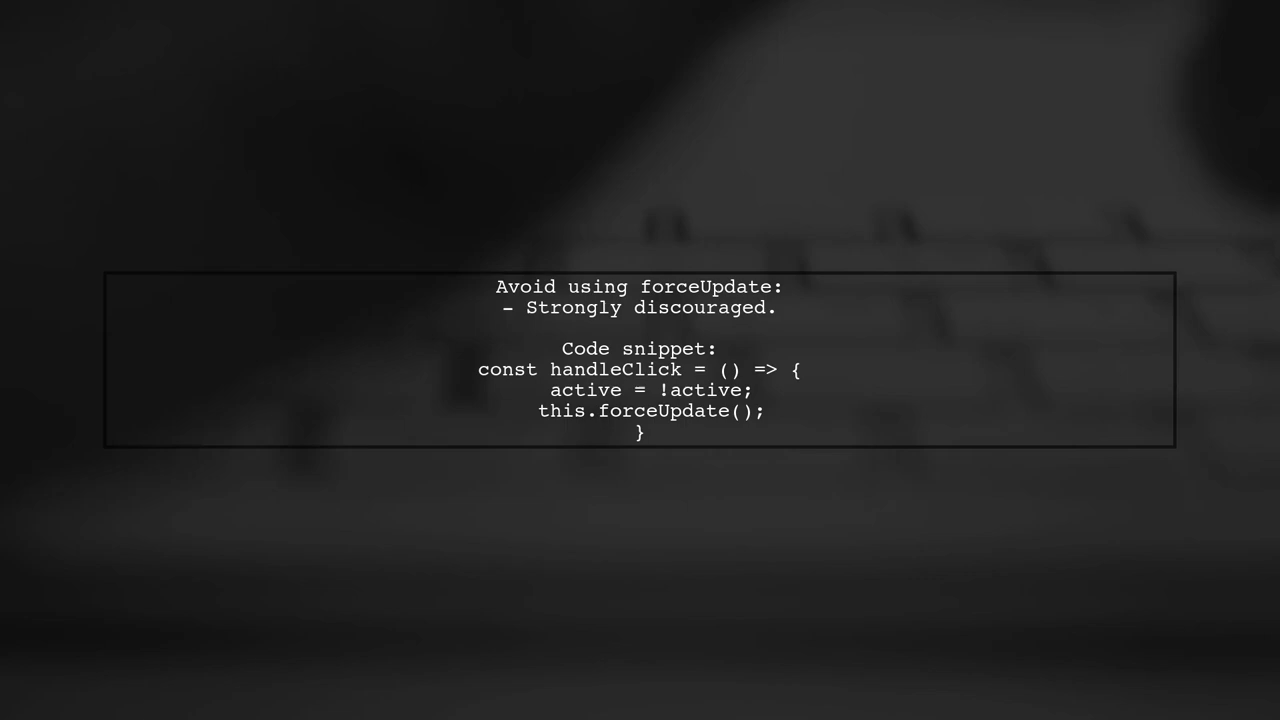 Avoid using forceUpdate:
- Strongly discouraged.
Code snippet:
const handleClick = () => {
active = !active;
this.forceUpdate();
}